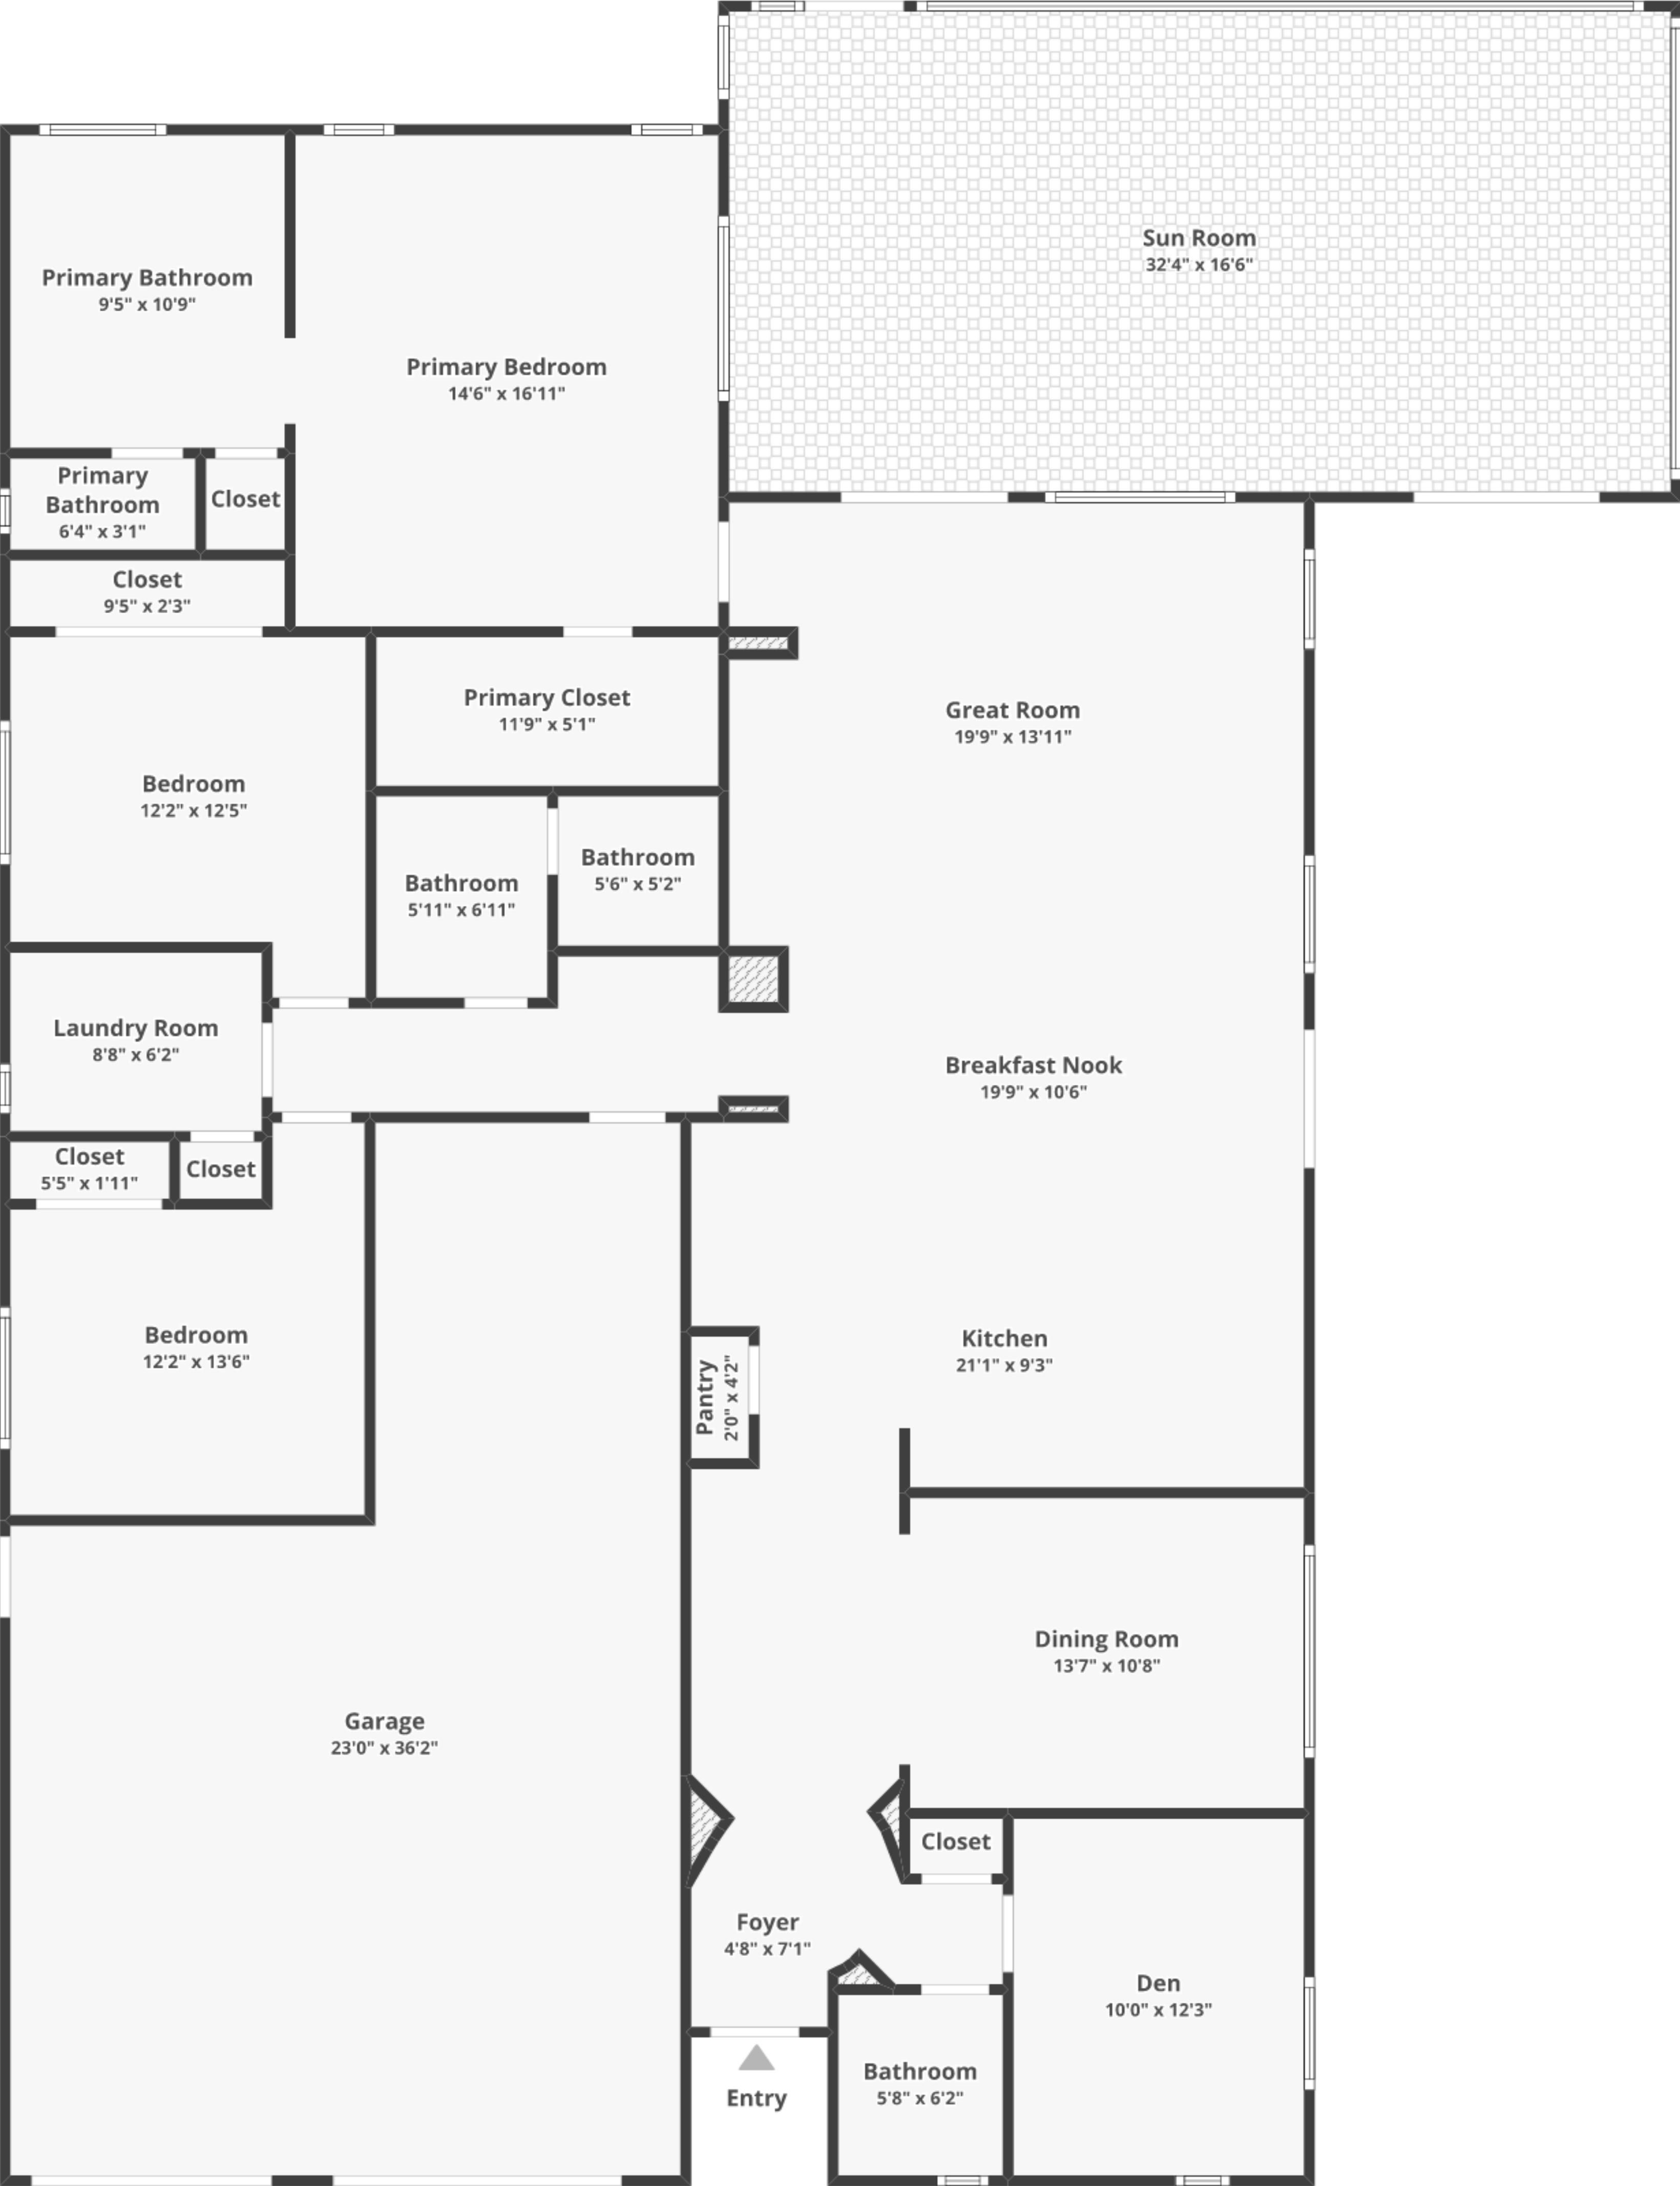 Sun Room
32'4" x 16'6"
Primary Bathroom
9'5" x 10'9"
Primary Bedroom
14'6" x 16'11"
Primary
Bathroom
6'4" x 3'1"
Closet
Closet
9'5" x 2'3"
Primary Closet
11'9" x 5'1"
Great Room
19'9" x 13'11"
Bedroom
12'2" x 12'5"
Bathroom
5'6" x 5'2"
Bathroom
5'11" x 6'11"
Laundry Room
8'8" x 6'2"
Breakfast Nook
19'9" x 10'6"
Closet
5'5" x 1'11"
Closet
Bedroom
12'2" x 13'6"
Kitchen
21'1" x 9'3"
Pantry
2'0" x 4'2"
Dining Room
13'7" x 10'8"
Garage
23'0" x 36'2"
Closet
Foyer
4'8" x 7'1"
Den
10'0" x 12'3"
Bathroom
5'8" x 6'2"
Entry